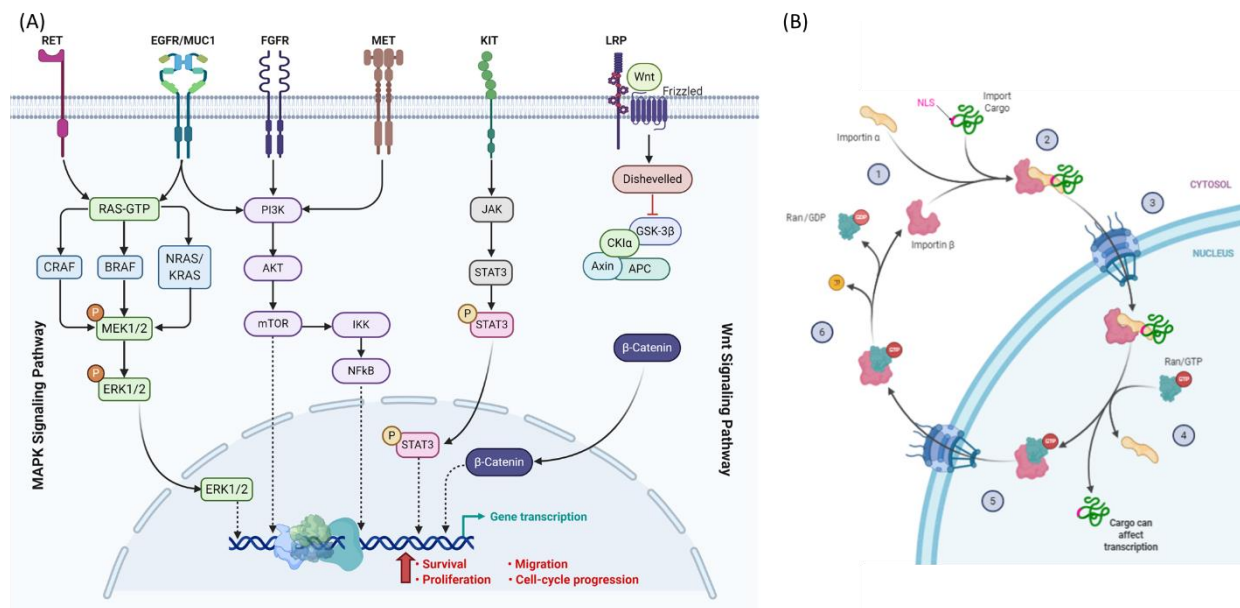 (A)
RET
EGFR/MUC1
FGFR
MET
KIT
LRP
Wnt
Frizzled
Dishevelled
RAS-GTP
PI3K
JAK
GSK-3β
CKIα
Axin
APC
CRAF
BRAF
NRAS/
KRAS
AKT
STAT3
P
MEK1/2
mTOR
IKK
P
STAT3
β-Catenin
P
ERK1/2
NFkB
MAPK Signaling Pathway
Wnt Signaling Pathway
P
STAT3
β-Catenin
ERK1/2
Gene transcription
• Survival
• Migration
• Proliferation
• Cell-cycle progression
(B)
NLS
Import
Cargo
Importin α
1
2
CYTOSOL
3
NUCLEUS
Ran/GDP
GDP
Importin β
6
GTP
Ran/GTP
GTP
4
GTP
5
Cargo can
affect
transcription